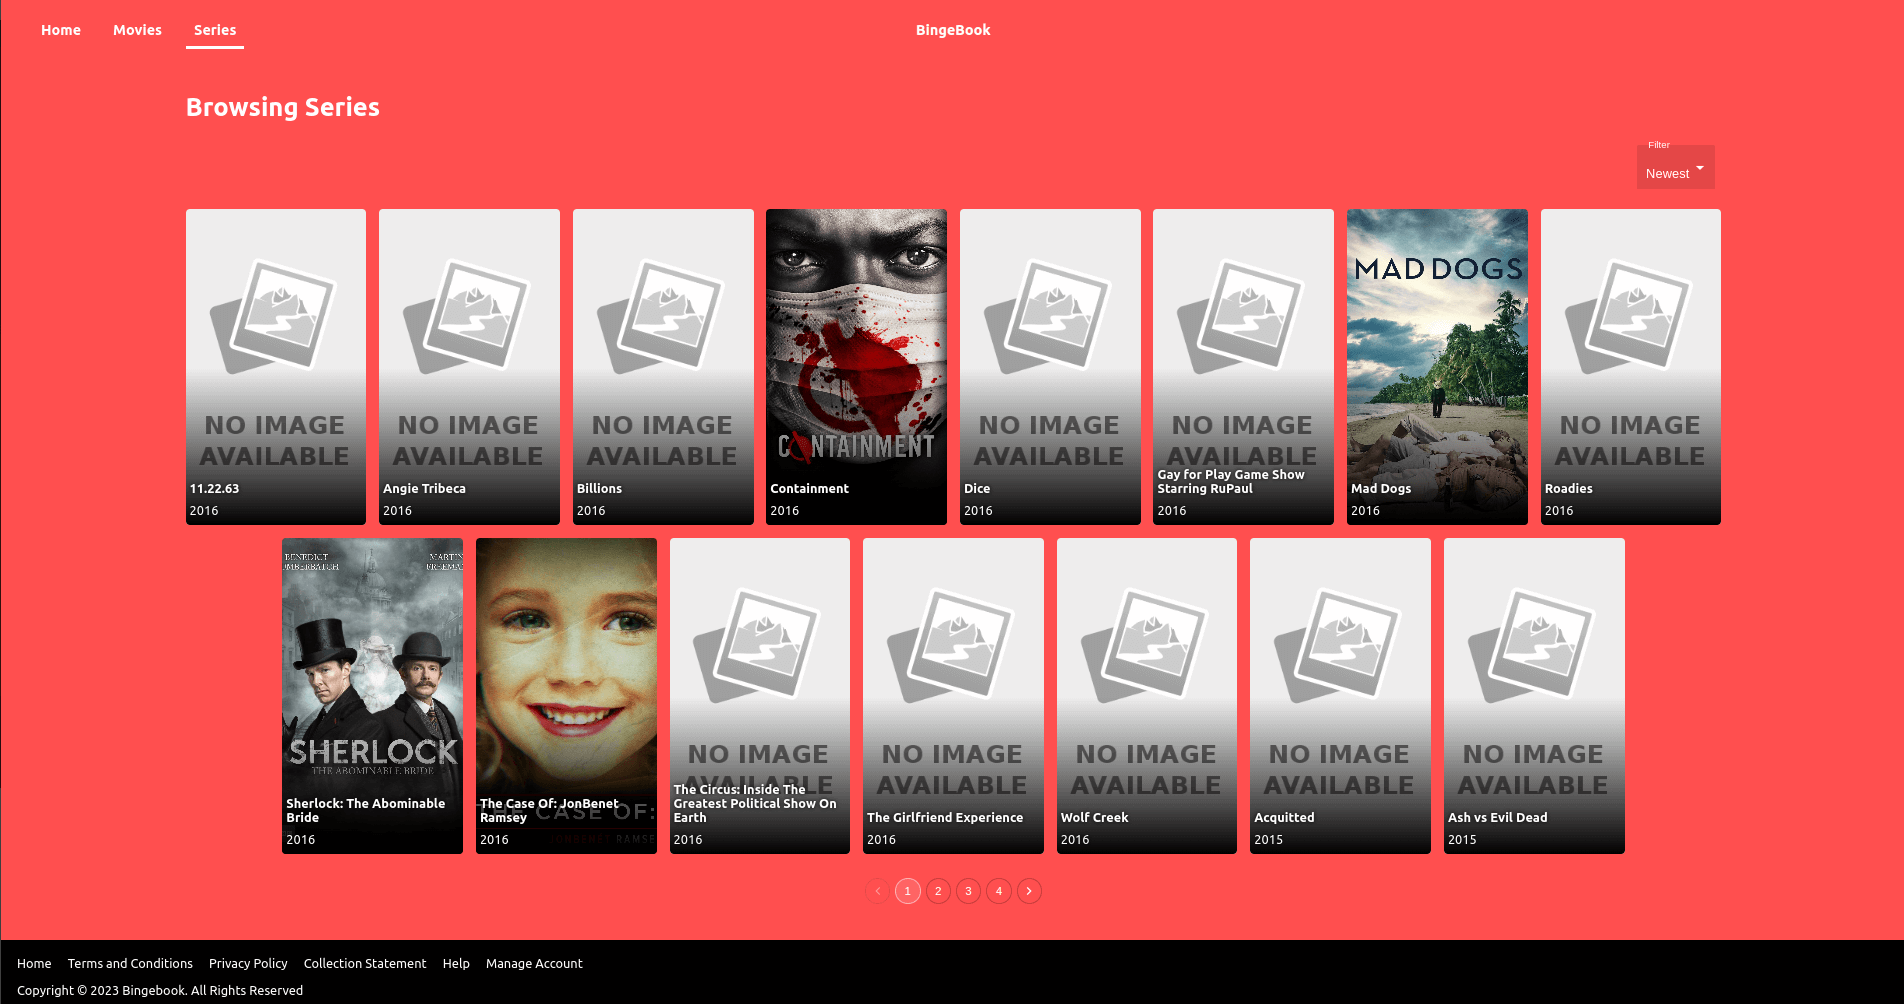 Home Movies Series BingeBook
Browsing Series
Filter
Newest
NO IMAGE
AVAILABLE
11.22.63
2016
NO IMAGE
AVAILABLE
Angie Tribeca
2016
NO IMAGE
AVAILABLE
Billions
2016
CONTAINMENT
Containment
2016
NO IMAGE
AVAILABLE
Dice
2016
NO IMAGE
AVAILABLE
Gay for Play Game Show
Starring RuPaul
2016
MAD DOGS
Mad Dogs
2016
NO IMAGE
AVAILABLE
Roadies
2016
BENEDICT MARTIN
UMBERBATCH FREEMA
SHERLOCK
THE ABOMINABLE BRIDE
Sherlock: The Abominable
Bride
2016
THE CASE OF:
JONBENET RAMSE
The Case Of: JonBenet
Ramsey
2016
NO IMAGE
AVAILABLE
The Circus: Inside The
Greatest Political Show On
Earth
2016
NO IMAGE
AVAILABLE
The Girlfriend Experience
2016
NO IMAGE
AVAILABLE
Wolf Creek
2016
NO IMAGE
AVAILABLE
Acquitted
2015
NO IMAGE
AVAILABLE
Ash vs Evil Dead
2015
1 2 3 4
Home Terms and Conditions Privacy Policy Collection Statement Help Manage Account
Copyright © 2023 Bingebook. All Rights Reserved